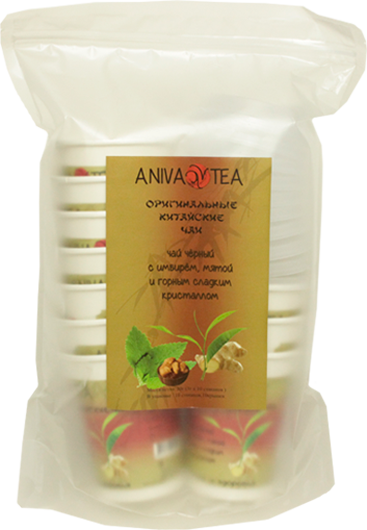 ANIVA TEA
ОРИГИНАЛЬНЫЕ
КИТАЙСКИЕ
ЧАИ
чай чёрный
с имбирём, мятой
и горным сладким
кристаллом